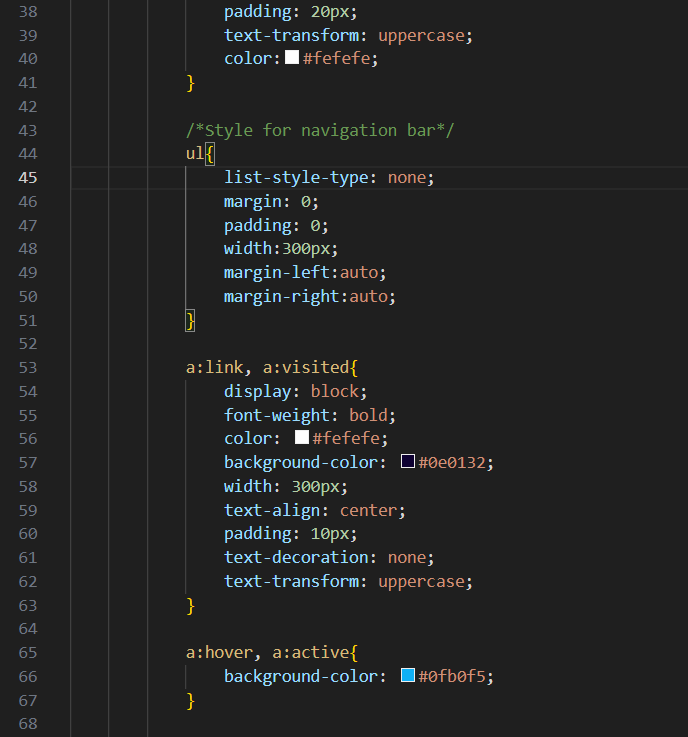 38 padding: 20px;
39 text-transform: uppercase;
40 color: #fefefe;
41 }
42
43 /*Style for navigation bar*/
44 ul{
45 list-style-type: none;
46 margin: 0;
47 padding: 0;
48 width:300px;
49 margin-left:auto;
50 margin-right:auto;
51 }
52
53 a:link, a:visited{
54 display: block;
55 font-weight: bold;
56 color: #fefefe;
57 background-color: #0e0132;
58 width: 300px;
59 text-align: center;
60 padding: 10px;
61 text-decoration: none;
62 text-transform: uppercase;
63 }
64
65 a:hover, a:active{
66 background-color: #0fb0f5;
67 }
68